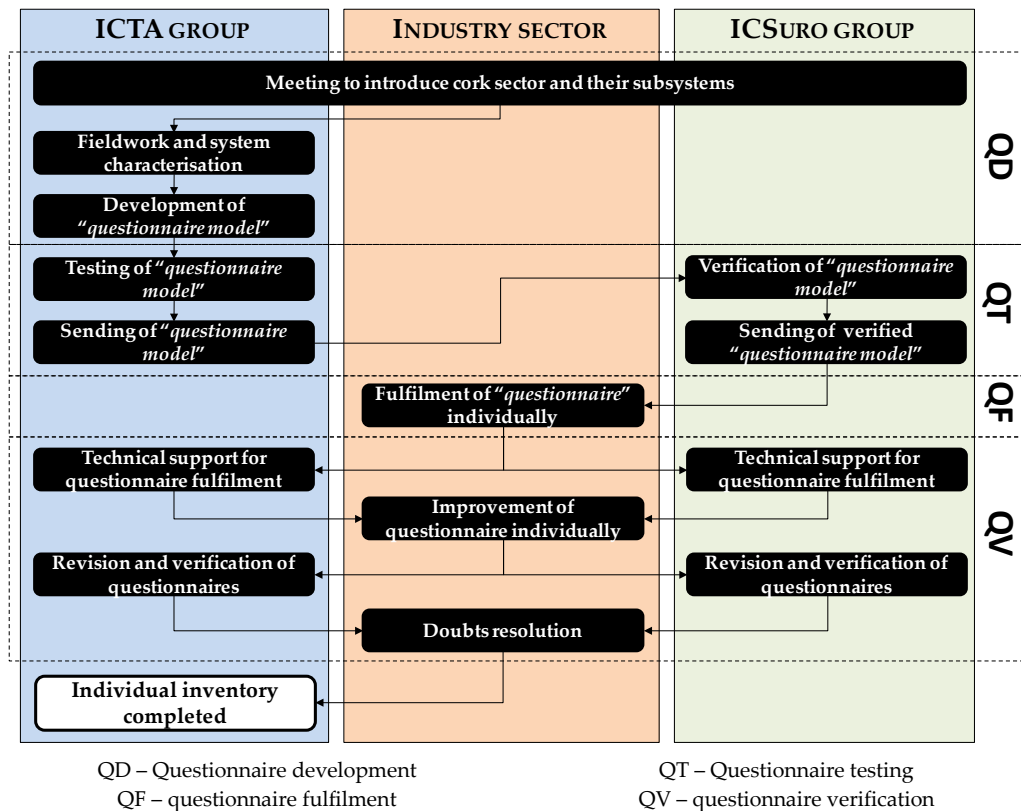 ICTA GROUP
INDUSTRY SECTOR
ICSURO GROUP
Meeting to introduce cork sector and their subsystems
Fieldwork and system
characterisation
Development of
“questionnaire model”
QD
Testing of “questionnaire
model”
Verification of “questionnaire
model”
Sending of “questionnaire
model”
Sending of verified
“questionnaire model”
QT
Fulfilment of “questionnaire”
individually
QF
Technical support for
questionnaire fulfilment
Technical support for
questionnaire fulfilment
Improvement of
questionnaire individually
Revision and verification of
questionnaires
Revision and verification of
questionnaires
Doubts resolution
QV
Individual inventory
completed
QD – Questionnaire development
QT – Questionnaire testing
QF – questionnaire fulfilment
QV – questionnaire verification